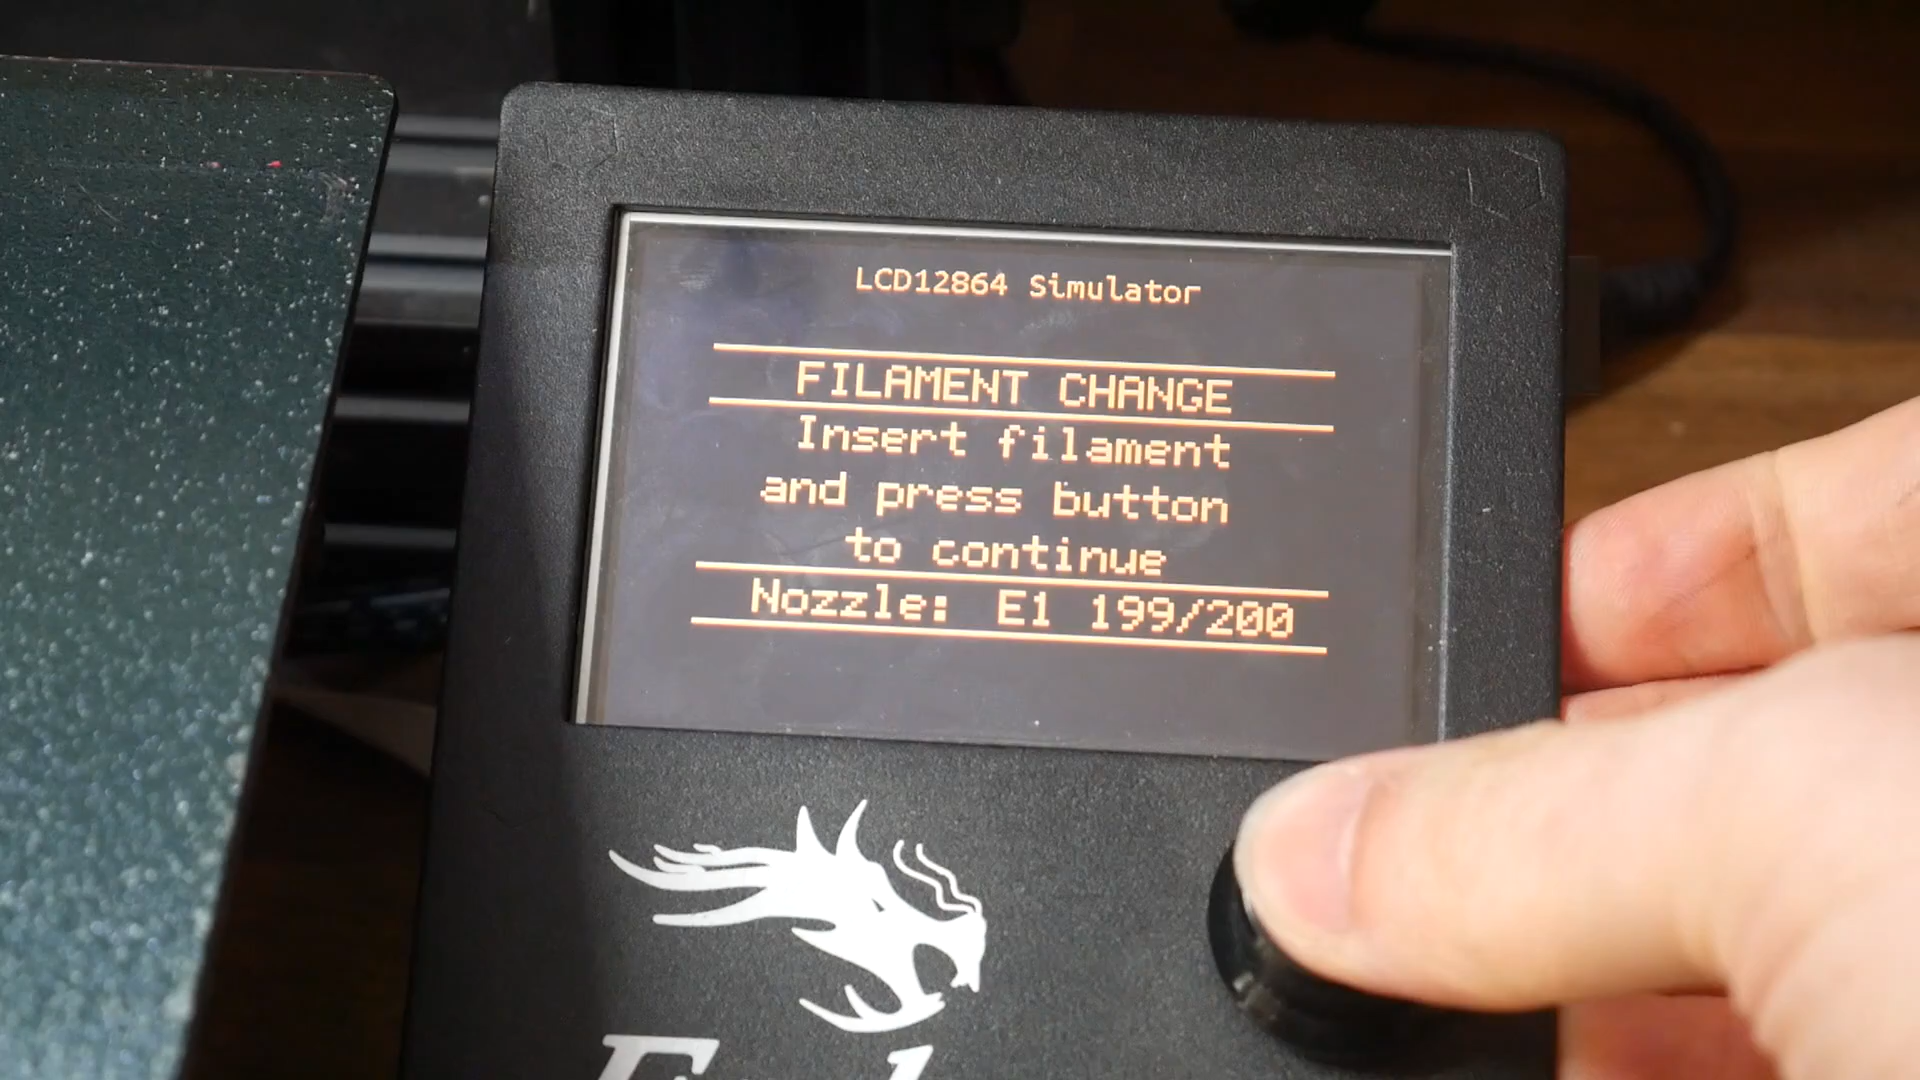 LCD12864 Simulator
FILAMENT CHANGE
Insert filament
and press button
to continue
Nozzle: E1 199/200